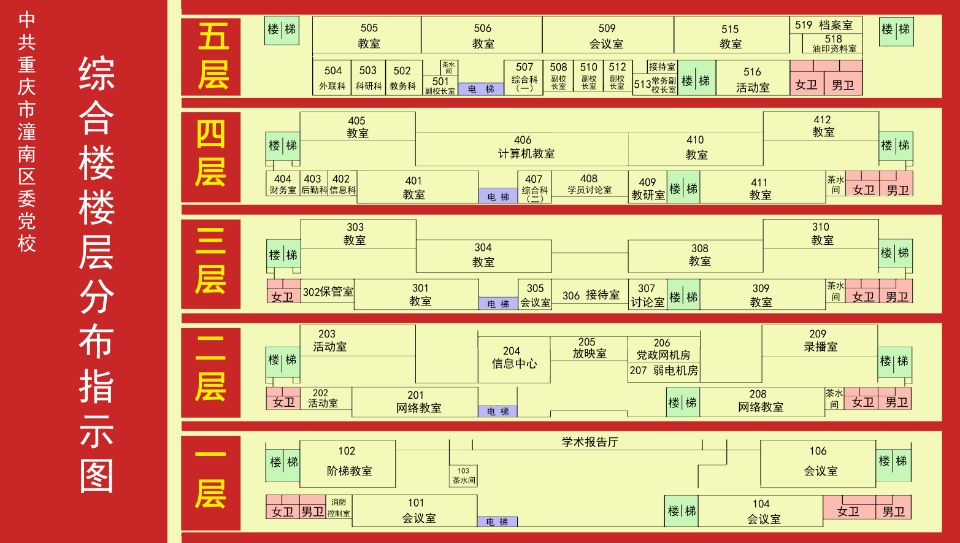 中共重庆市潼南区委党校
综合楼楼层分布指示图
五层
楼 梯
505
教室
506
教室
509
会议室
515
教室
519 档案室
518
油印资料室
楼 梯
504
外联科
503
科研科
502
教务科
501
副校长室
茶水间
电 梯
507
综合科
(一)
508
副校长室
510
副校长室
512
副校长室
接待室
513 常务副校长室
楼 梯
516
活动室
女卫
男卫
四层
楼 梯
405
教室
406
计算机教室
410
教室
412
教室
楼 梯
404
财务室
403
后勤科
402
信息科
401
教室
电 梯
407
综合科
(二)
408
学员讨论室
409
教研室
楼 梯
411
教室
茶水间
女卫
男卫
三层
楼 梯
303
教室
304
教室
308
教室
310
教室
楼 梯
女卫
302保管室
301
教室
电 梯
305
会议室
306 接待室
307
讨论室
楼 梯
309
教室
茶水间
女卫
男卫
二层
楼 梯
203
活动室
204
信息中心
205
放映室
206
党政网机房
207 弱电机房
209
录播室
楼 梯
女卫
202
活动室
201
网络教室
电 梯
楼 梯
208
网络教室
茶水间
女卫
男卫
一层
楼 梯
102
阶梯教室
103
茶水间
学术报告厅
106
会议室
楼 梯
女卫
男卫
消防
控制室
101
会议室
电 梯
楼 梯
104
会议室
女卫
男卫